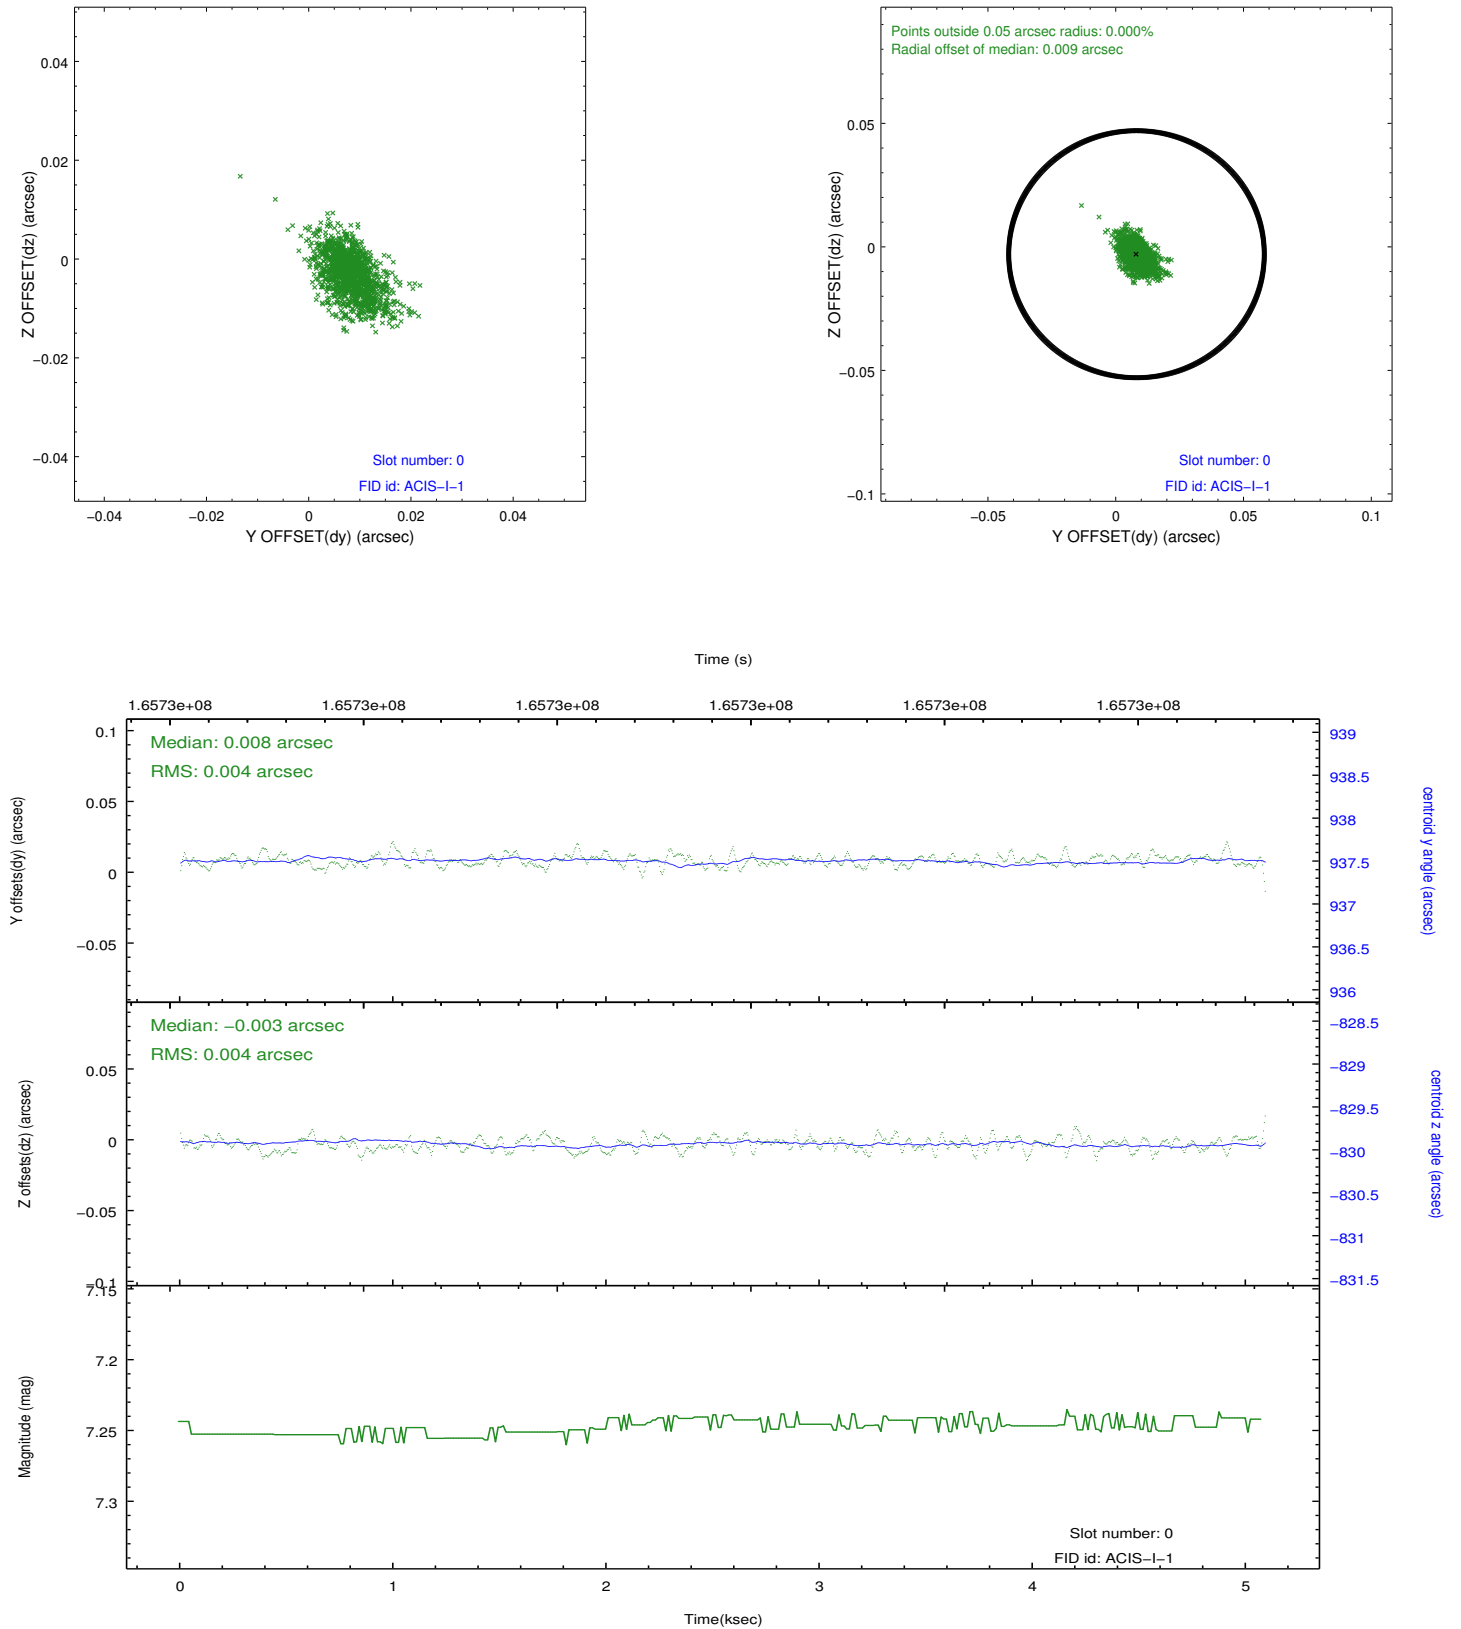 0.04
0.02
0
−0.02
−0.04
Z OFFSET(dz) (arcsec)
Slot number: 0
FID id: ACIS−I−1
−0.04
−0.02
0
0.02
0.04
Y OFFSET(dy) (arcsec)
Points outside 0.05 arcsec radius: 0.000%
Radial offset of median: 0.009 arcsec
0.05
0
−0.05
−0.1
Z OFFSET(dz) (arcsec)
Slot number: 0
FID id: ACIS−I−1
−0.05
0
0.05
0.1
Y OFFSET(dy) (arcsec)
Time (s)
1.6573e+08
1.6573e+08
1.6573e+08
1.6573e+08
1.6573e+08
1.6573e+08
Median: 0.008 arcsec
RMS: 0.004 arcsec
0.1
0.05
0
−0.05
Y offsets(dy) (arcsec)
939
938.5
938
937.5
937
936.5
936
centroid y angle (arcsec)
Median: −0.003 arcsec
RMS: 0.004 arcsec
0.05
0
−0.05
−0.1
Z offsets(dz) (arcsec)
−828.5
−829
−829.5
−830
−830.5
−831
−831.5
centroid z angle (arcsec)
7.15
7.2
7.25
7.3
Magnitude (mag)
Slot number: 0
FID id: ACIS−I−1
0
1
2
3
4
5
Time(ksec)